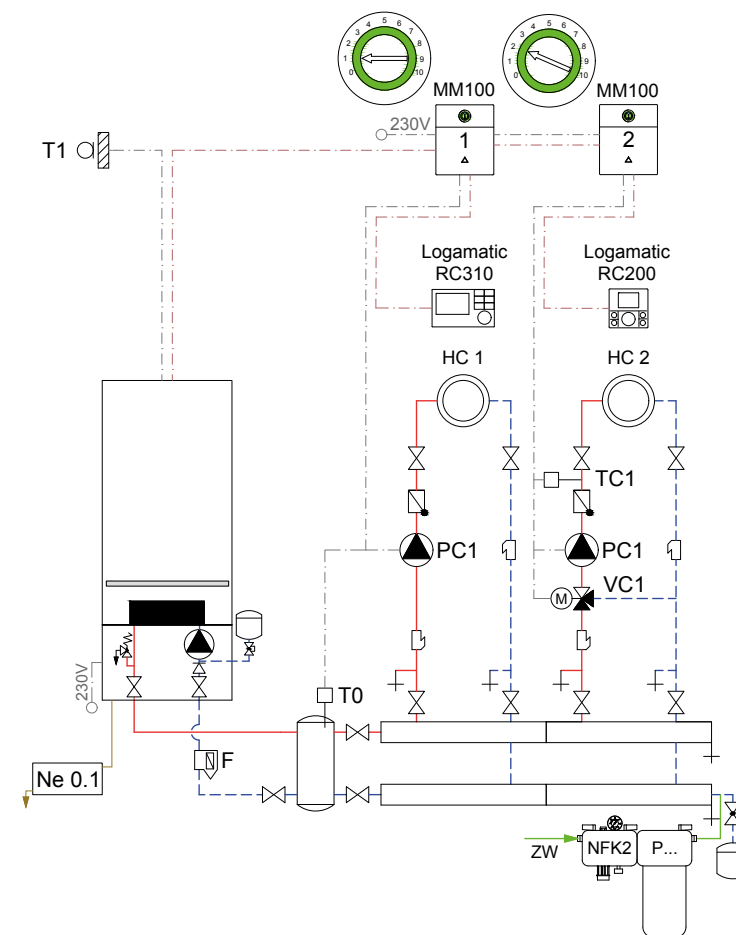 0 1 2 3 4 5 6 7 8 9 10
0 1 2 3 4 5 6 7 8 9 10
MM100
MM100
230V
1
2
T1
Logamatic
RC310
Logamatic
RC200
HC 1
HC 2
TC1
PC1
PC1
VC1
M
230V
T0
F
Ne 0.1
ZW
NFK2
P...